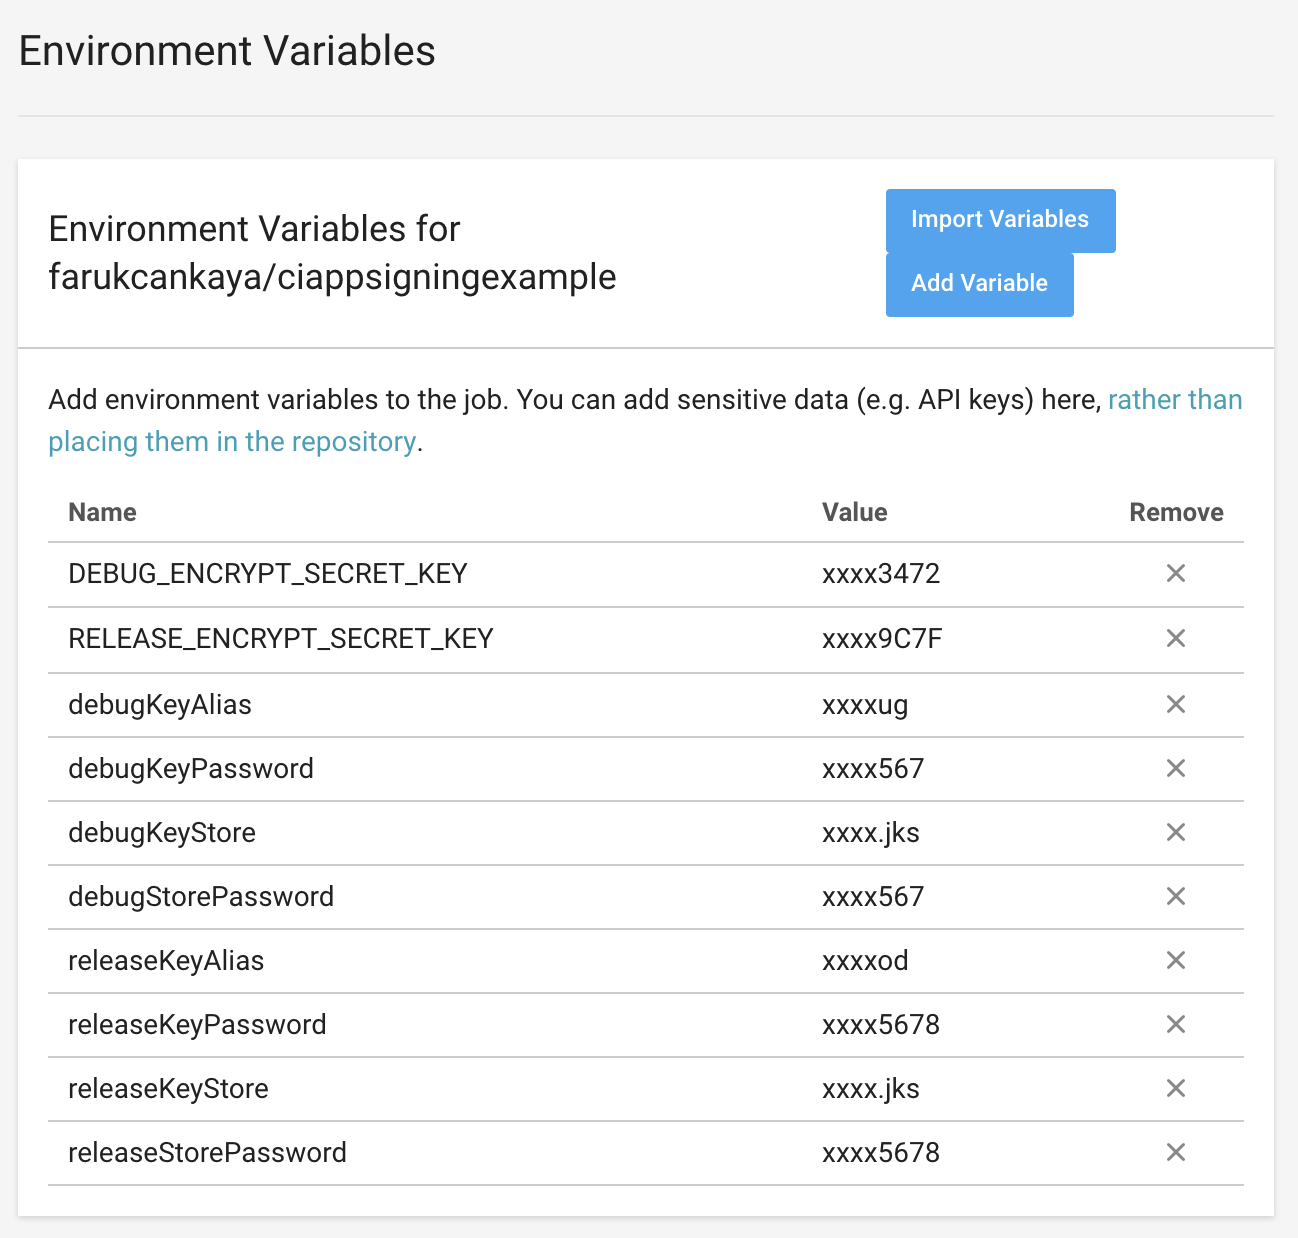 Environment Variables
Environment Variables for
farukcankaya/ciappsigningexample
Import Variables
Add Variable
Add environment variables to the job. You can add sensitive data (e.g. API keys) here, rather than
placing them in the repository.
Name Value Remove
DEBUG_ENCRYPT_SECRET_KEY xxxx3472
RELEASE_ENCRYPT_SECRET_KEY xxxx9C7F
debugKeyAlias xxxxug
debugKeyPassword xxxx567
debugKeyStore xxxx.jks
debugStorePassword xxxx567
releaseKeyAlias xxxxod
releaseKeyPassword xxxx5678
releaseKeyStore xxxx.jks
releaseStorePassword xxxx5678